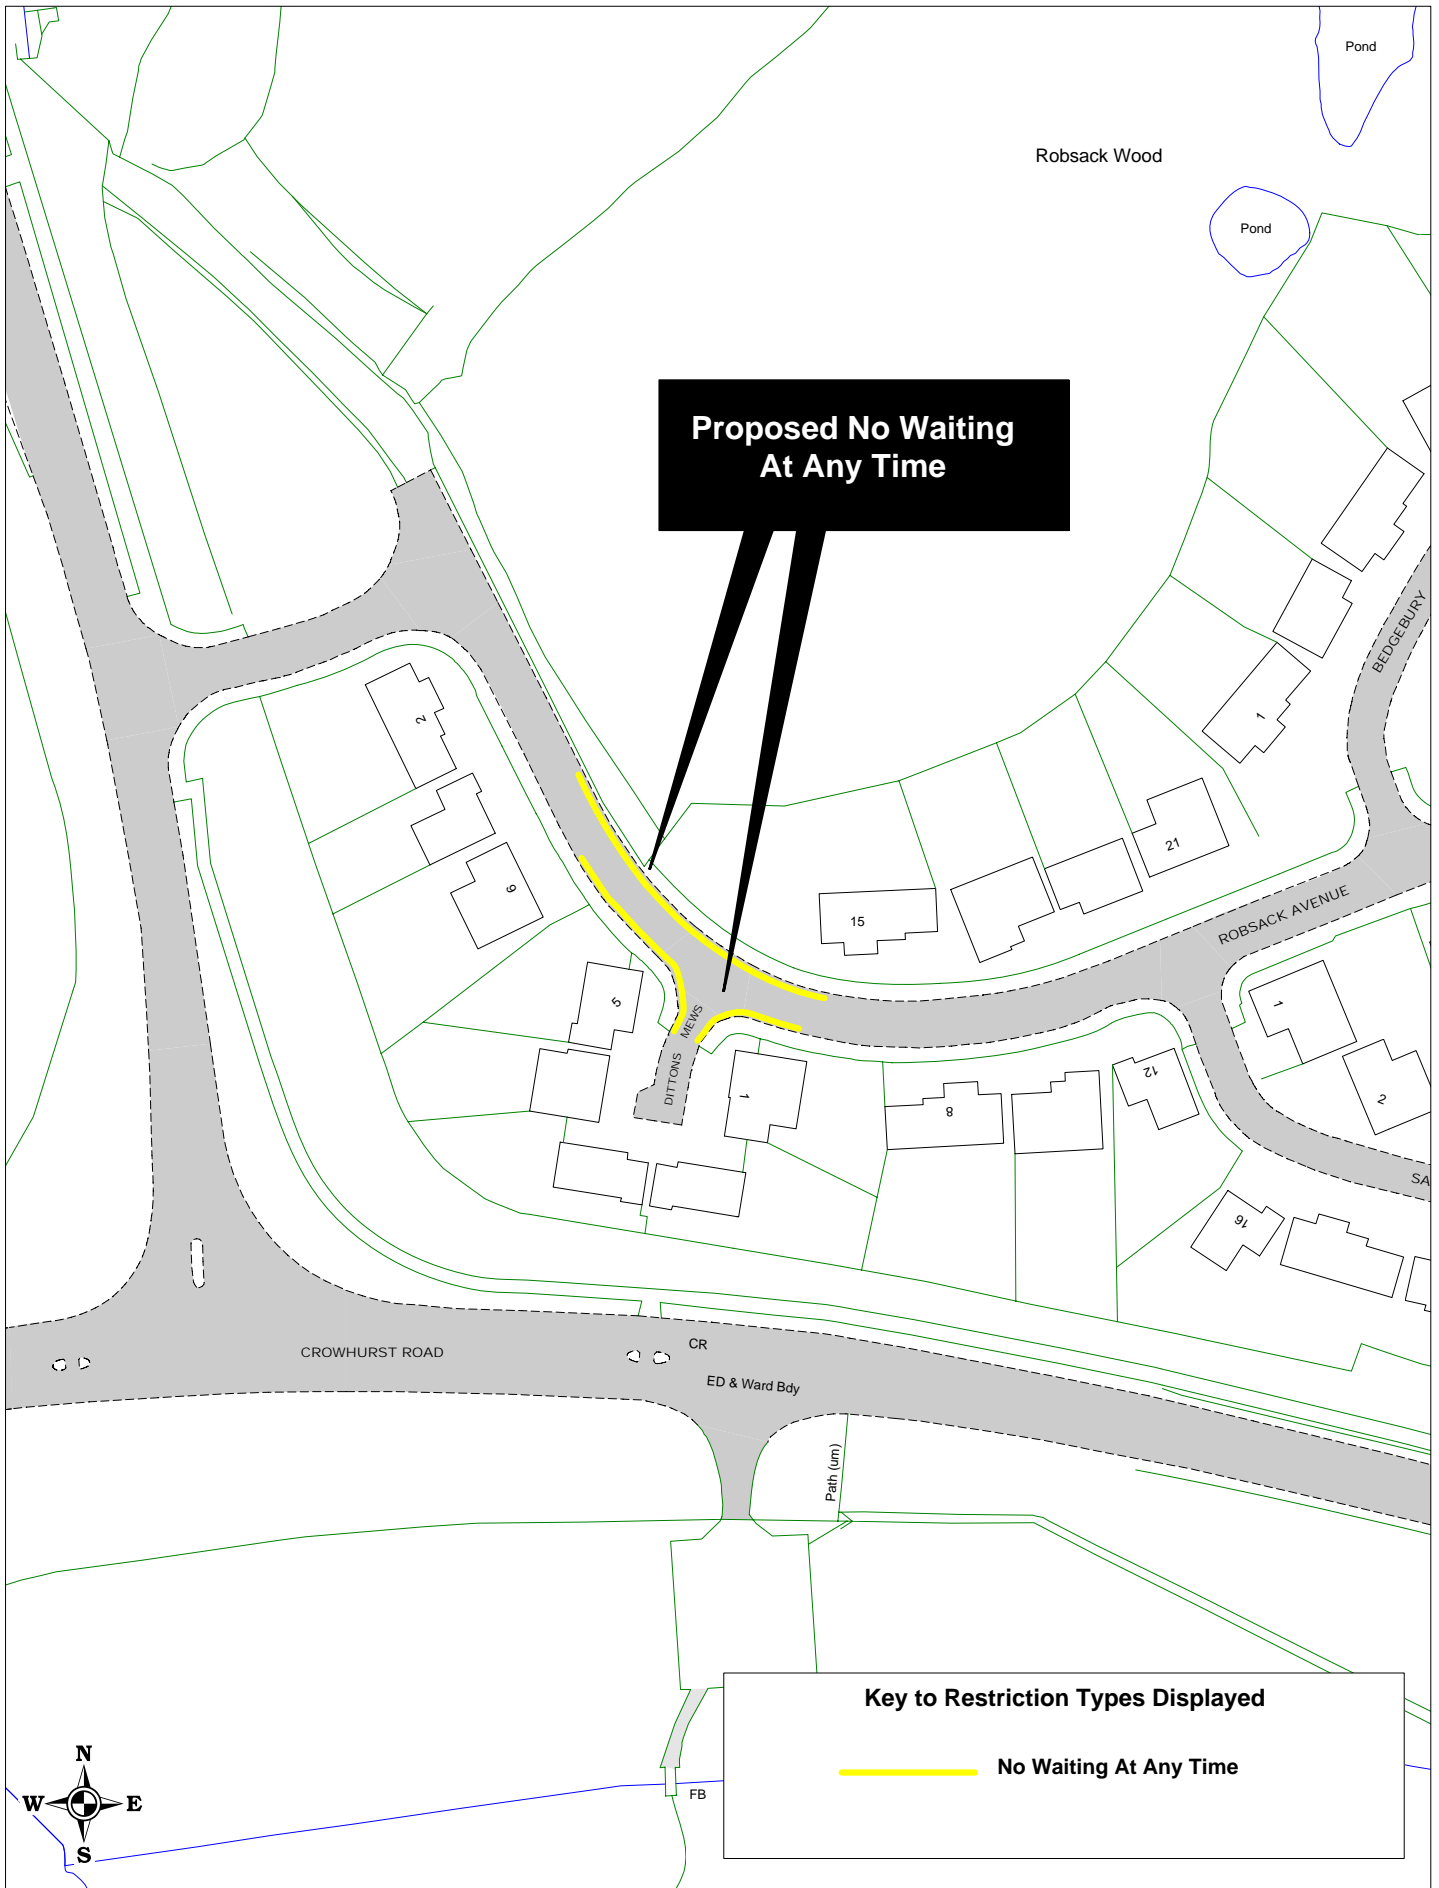 Pond
Robsack Wood
Pond
Proposed No Waiting
At Any Time
BEDGEBURY
2
1
9
21
15
ROBSACK AVENUE
5
1
MEWS
DITTONS
12
1
8
2
SA
16
CROWHURST ROAD
CR
ED & Ward Bdy
Path (um)
Key to Restriction Types Displayed
No Waiting At Any Time
N
W E
S
FB